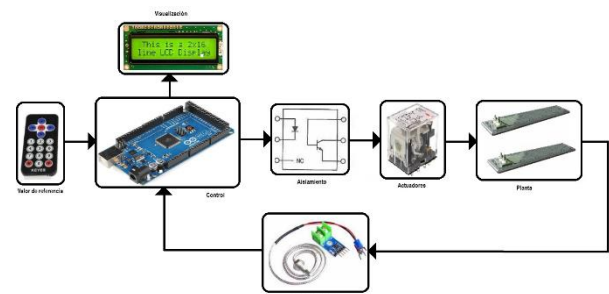 Visualización
This is a 2x16
line LCD Display
Valor de referencia
Control
NC
Aislamiento
Actuadores
Planta